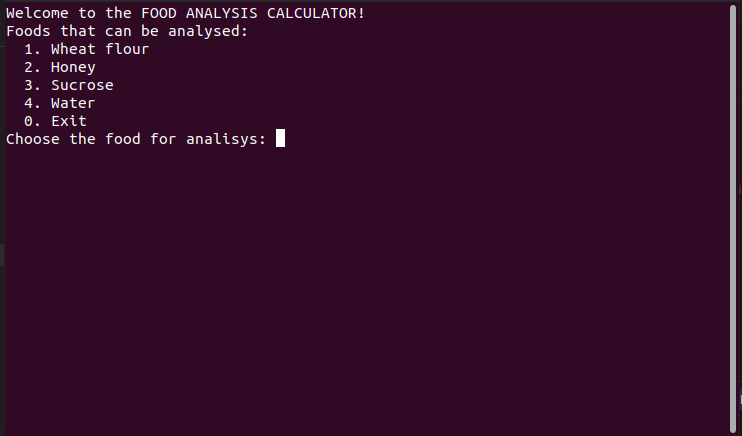 Welcome to the FOOD ANALYSIS CALCULATOR!
Foods that can be analysed:
1. Wheat flour
2. Honey
3. Sucrose
4. Water
0. Exit
Choose the food for analisys: